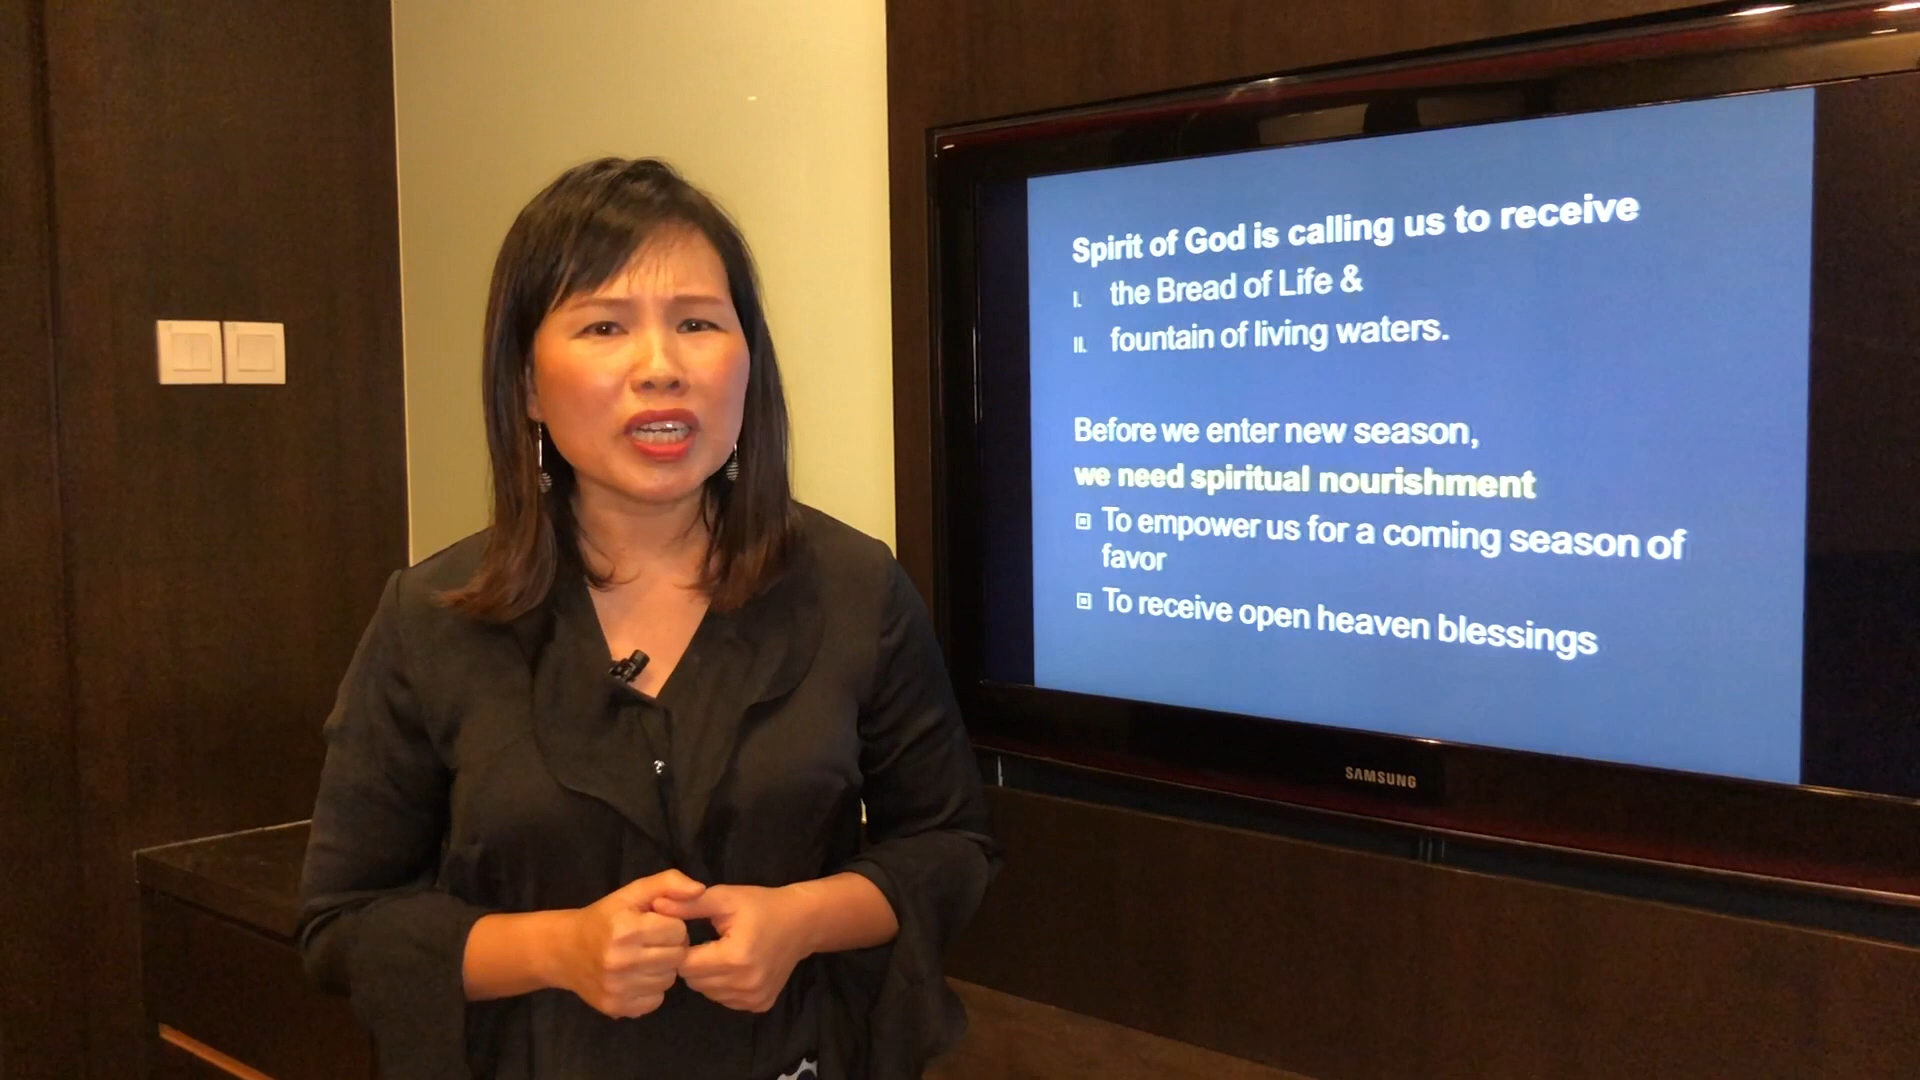 Spirit of God is calling us to receive
I. the Bread of Life &
II. fountain of living waters.
Before we enter new season,
we need spiritual nourishment
To empower us for a coming season of
favor
To receive open heaven blessings
SAMSUNG